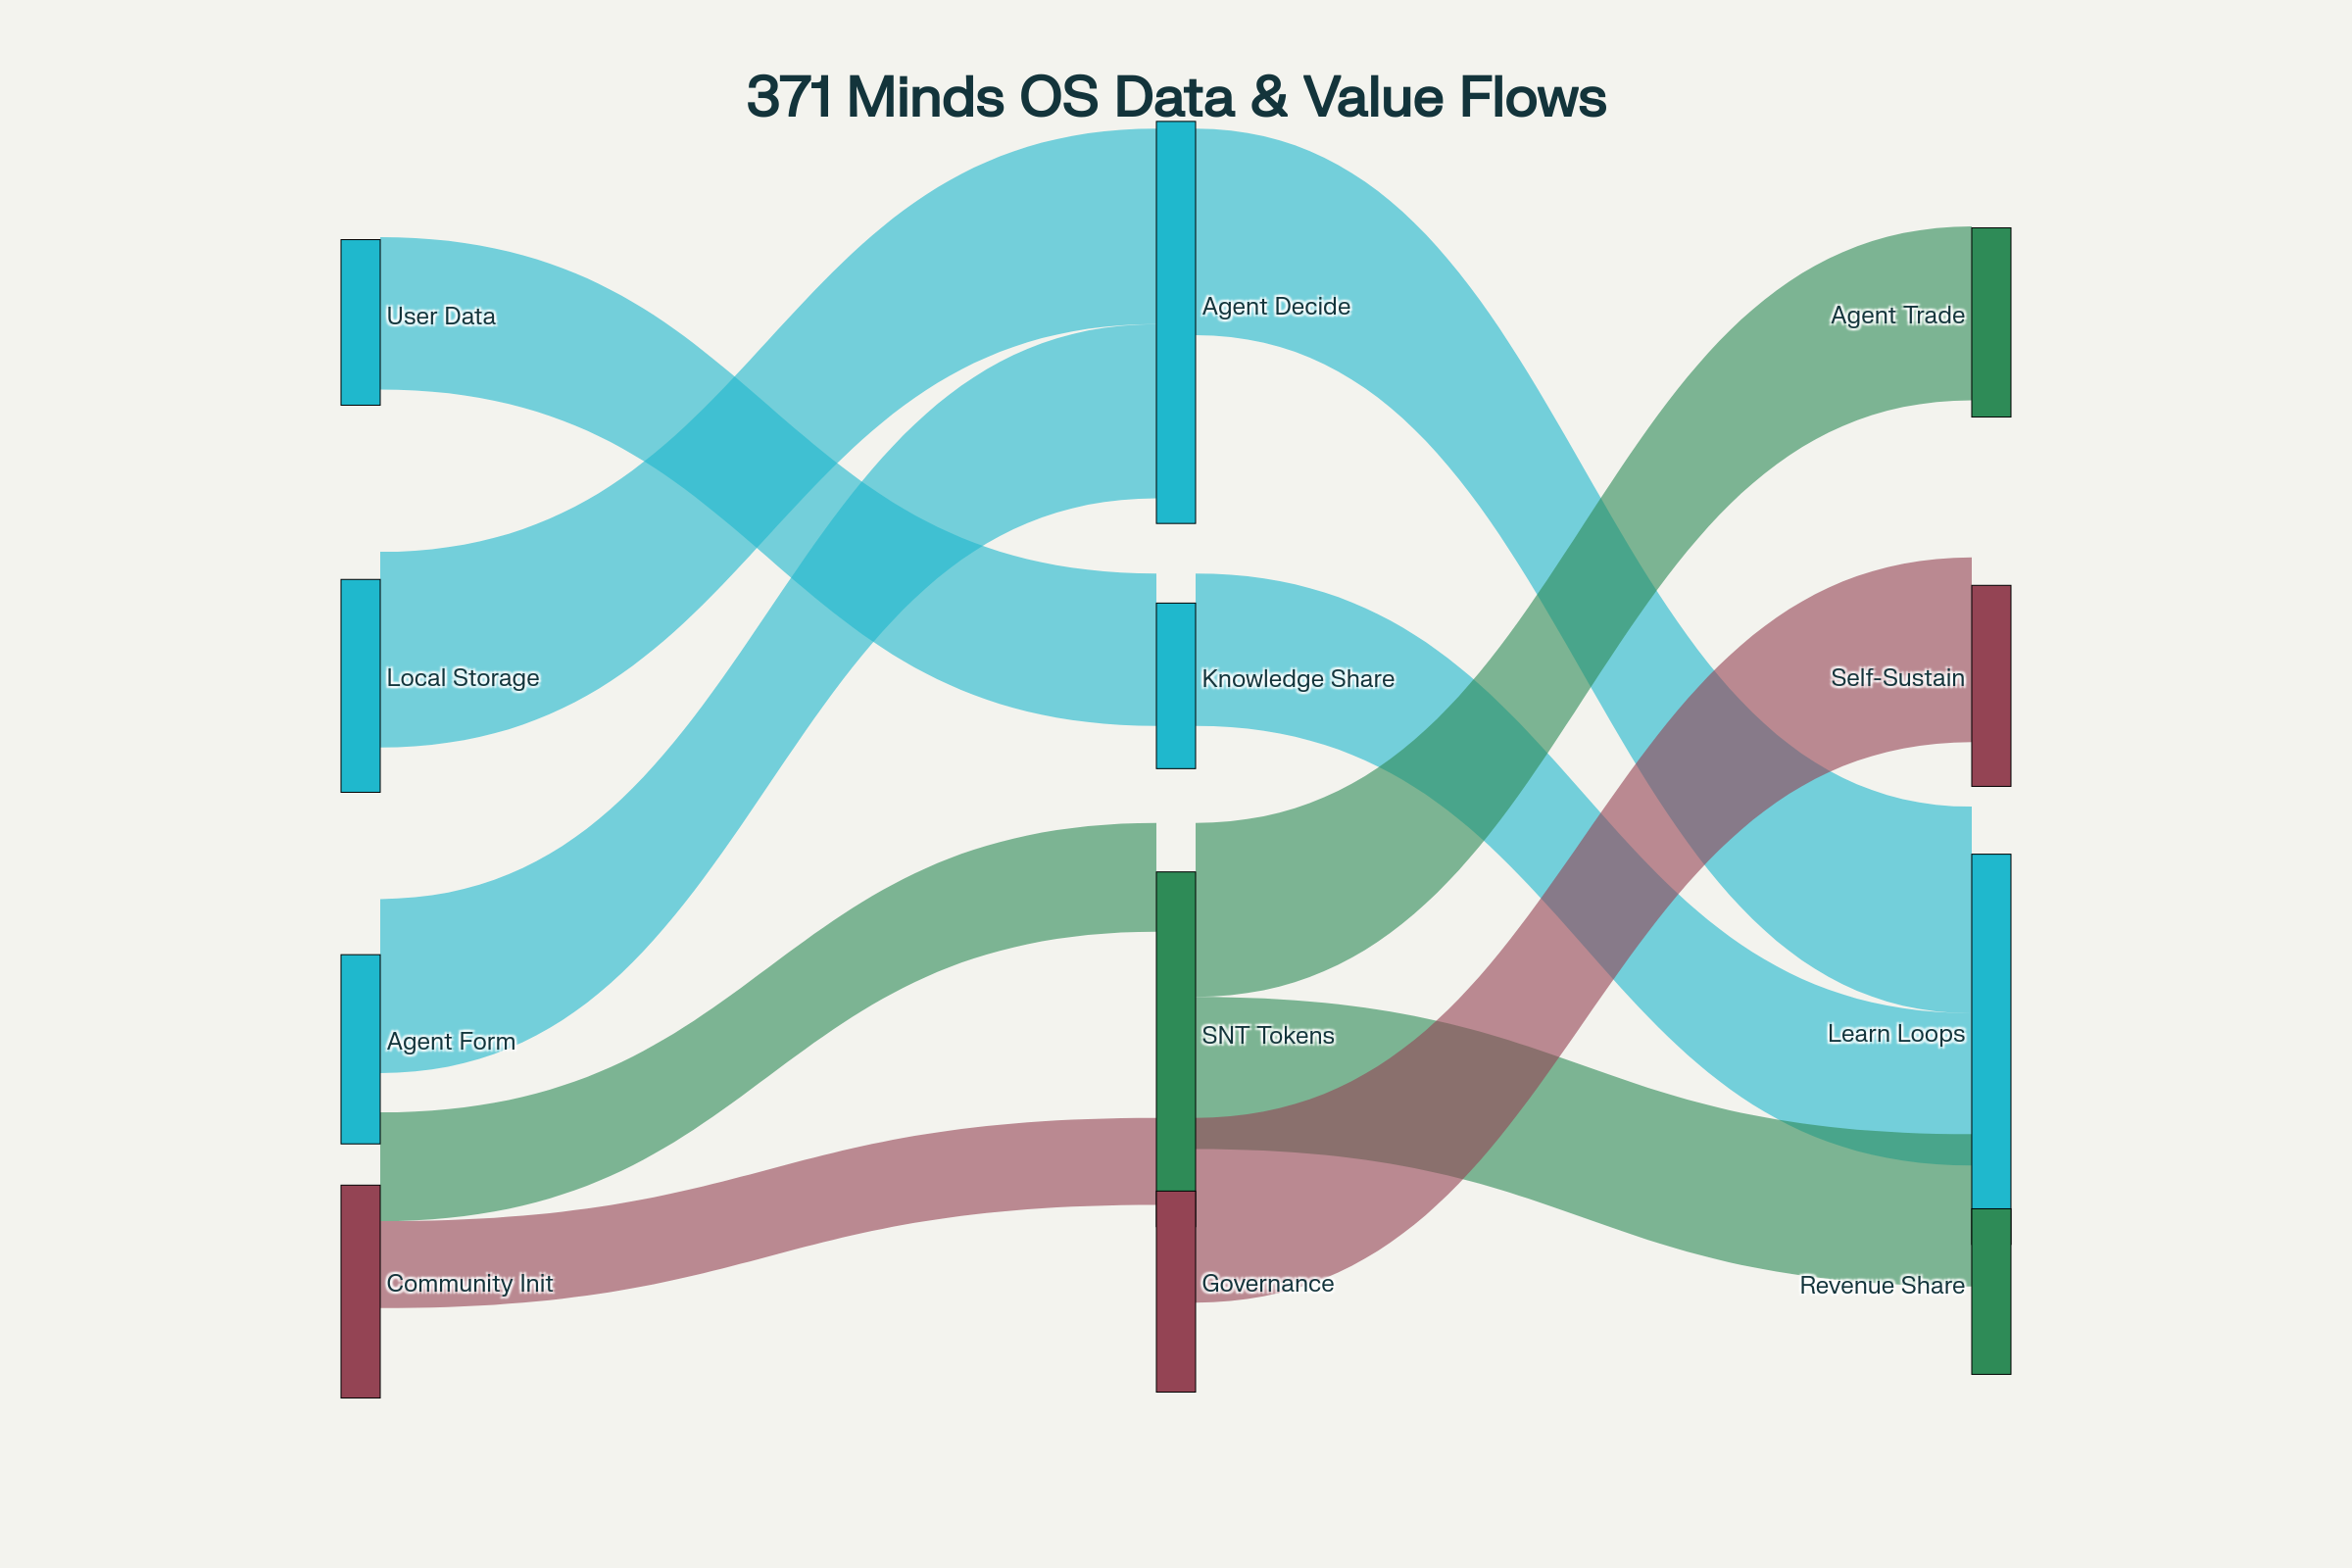 371 Minds OS Data & Value Flows
User Data
Local Storage
Agent Form
Community Init
Agent Decide
Knowledge Share
SNT Tokens
Governance
Agent Trade
Self-Sustain
Learn Loops
Revenue Share